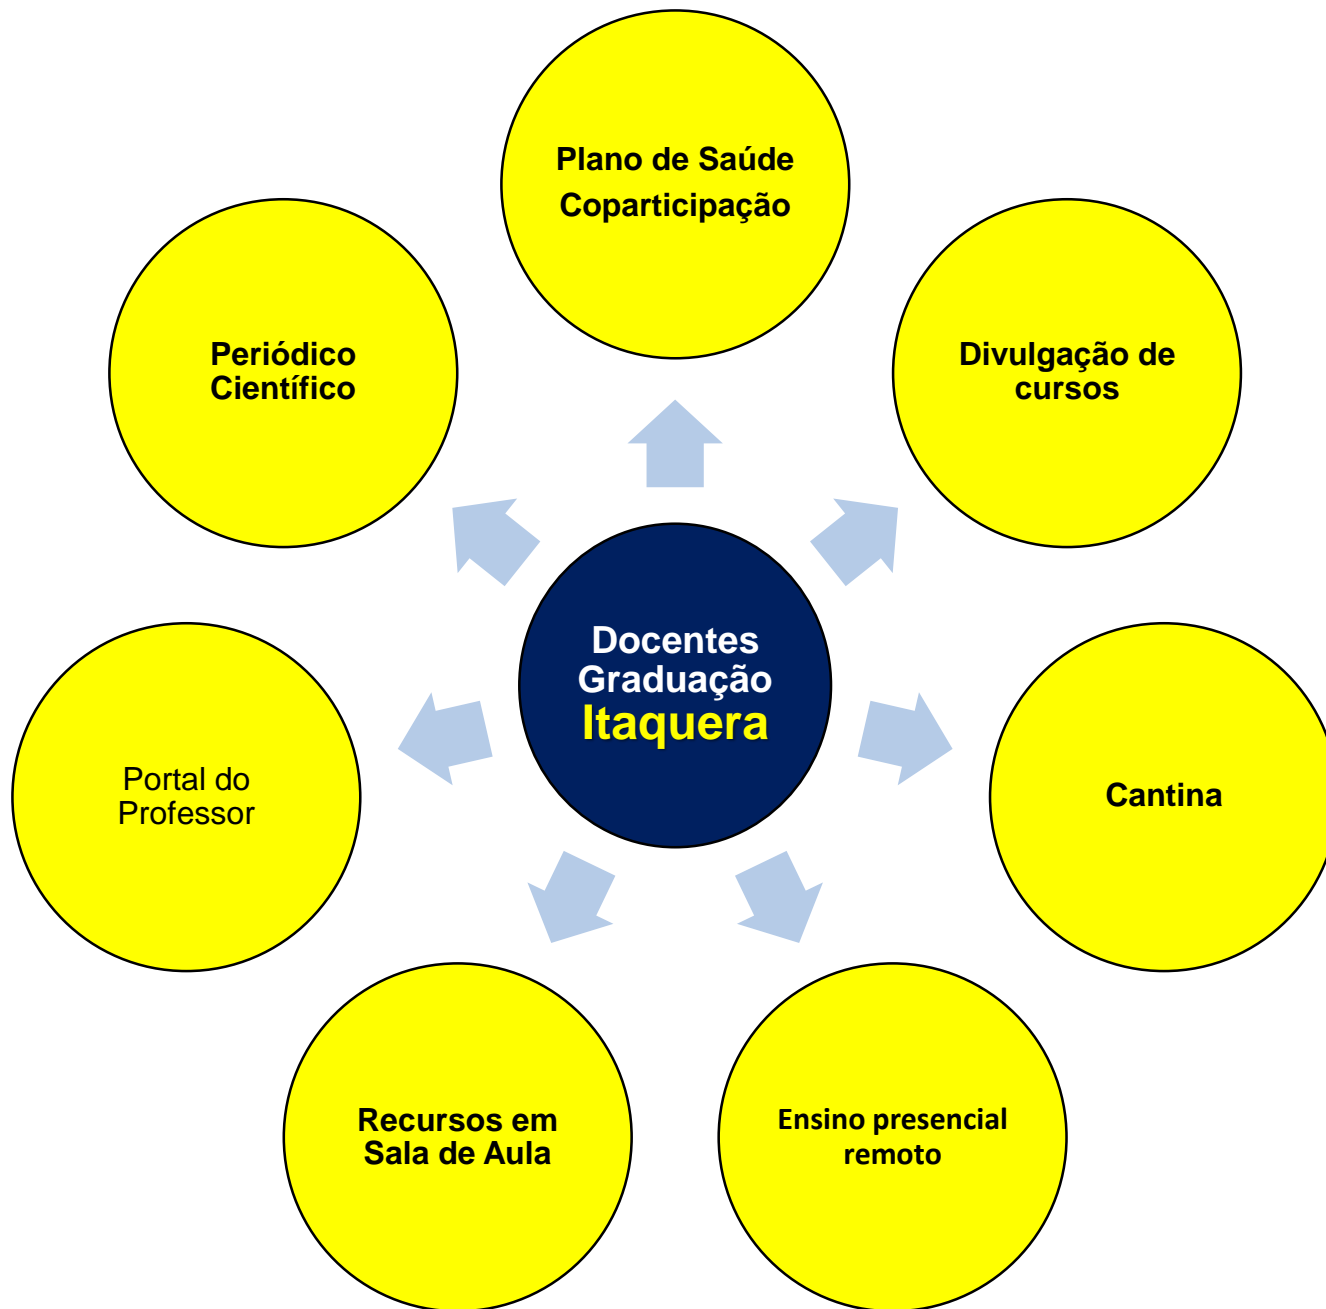 Plano de Saúde
Coparticipação
Periódico
Científico
Divulgação de
cursos
Docentes
Graduação
Itaquera
Portal do
Professor
Cantina
Recursos em
Sala de Aula
Ensino presencial
remoto